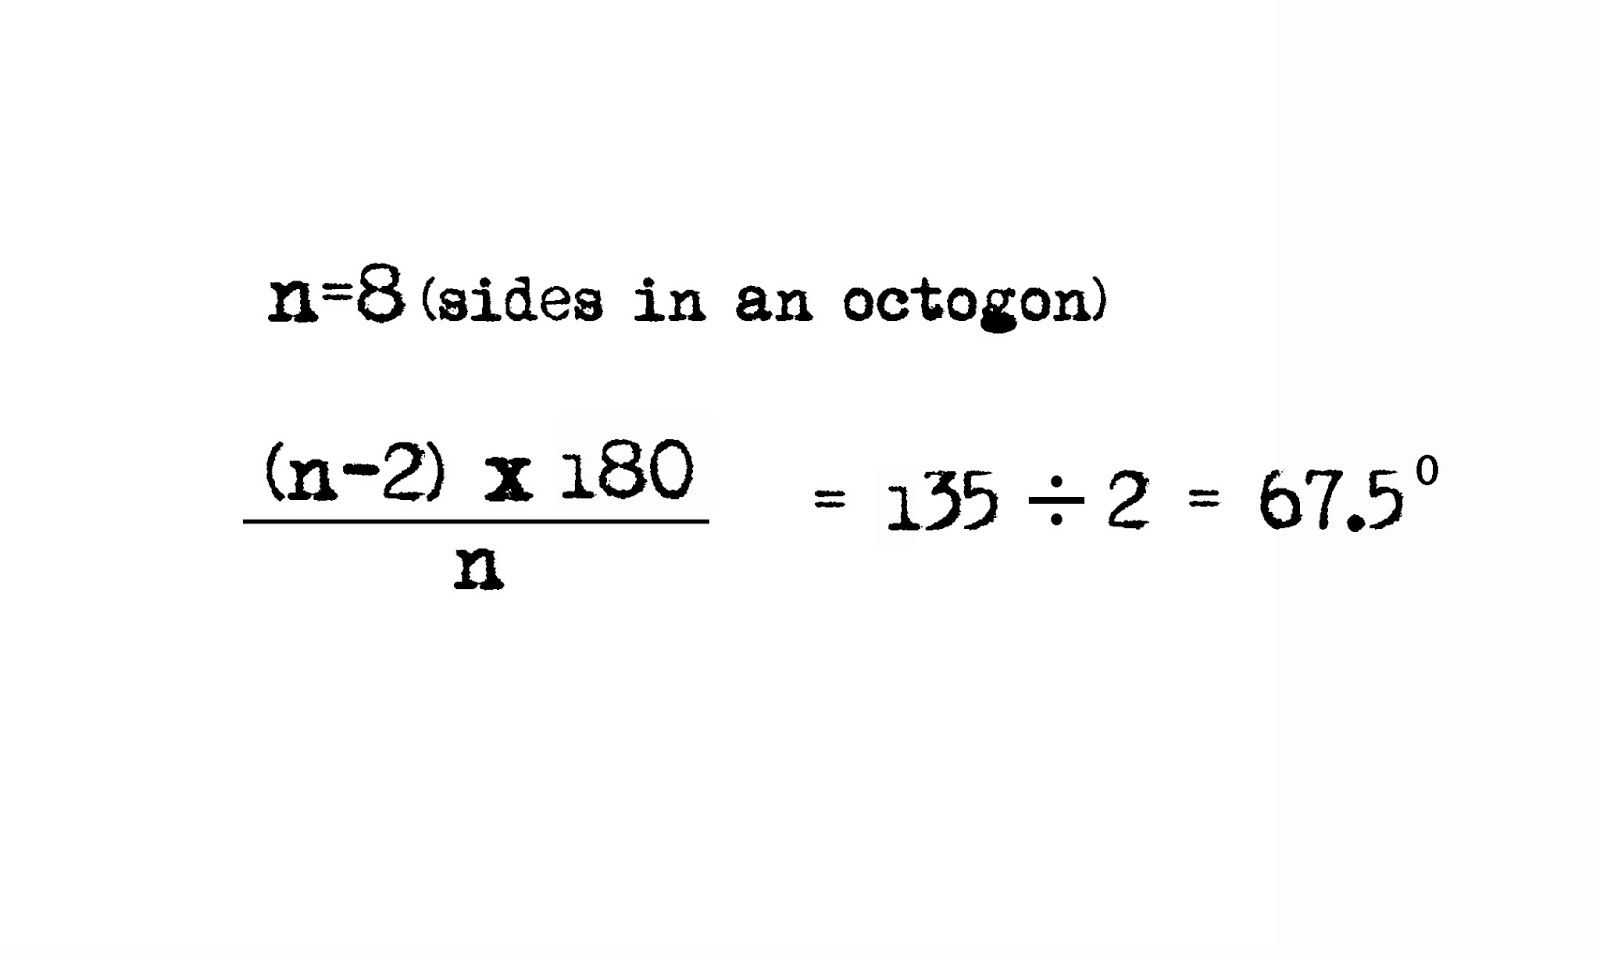 n=8 (sides in an octogon)
(n-2) x 180
n
= 135 ÷ 2 = 67.5⁰